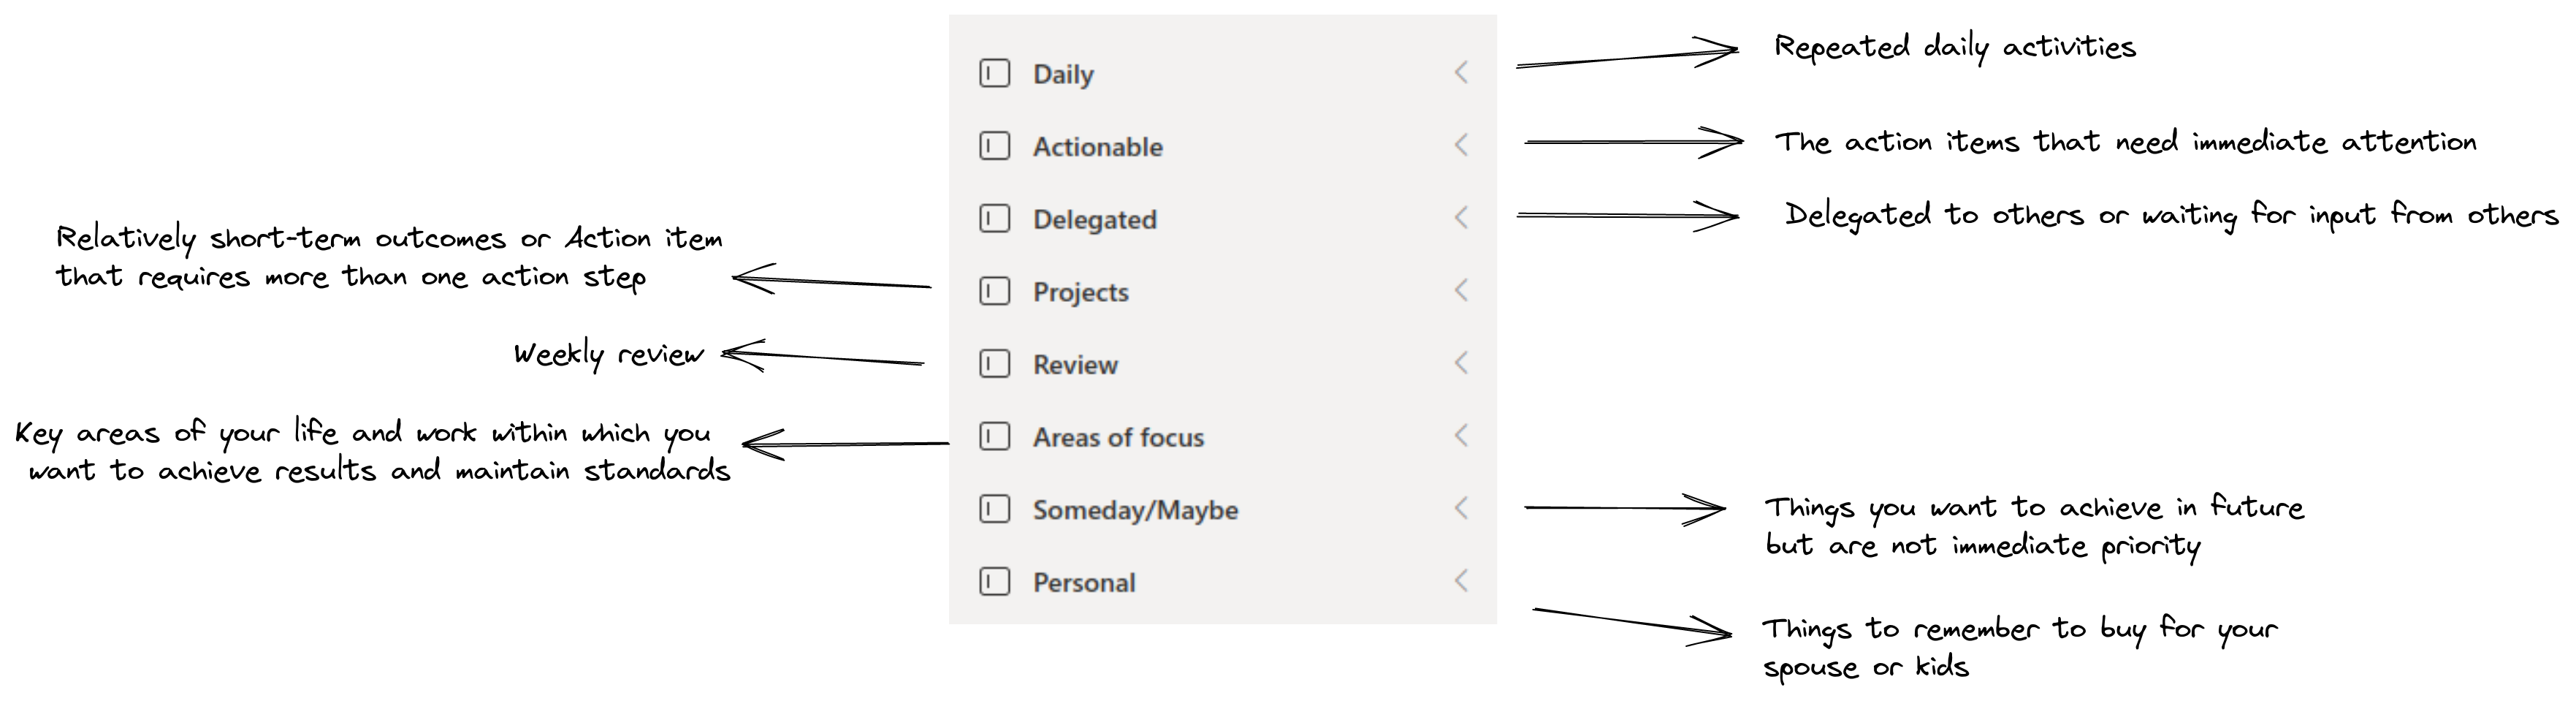 Daily
Actionable
Delegated
Projects
Review
Areas of focus
Someday/Maybe
Personal
Relatively short-term outcomes or Action item
that requires more than one action step
Weekly review
Key areas of your life and work within which you
want to achieve results and maintain standards
Repeated daily activities
The action items that need immediate attention
Delegated to others or waiting for input from others
Things you want to achieve in future
but are not immediate priority
Things to remember to buy for your
spouse or kids